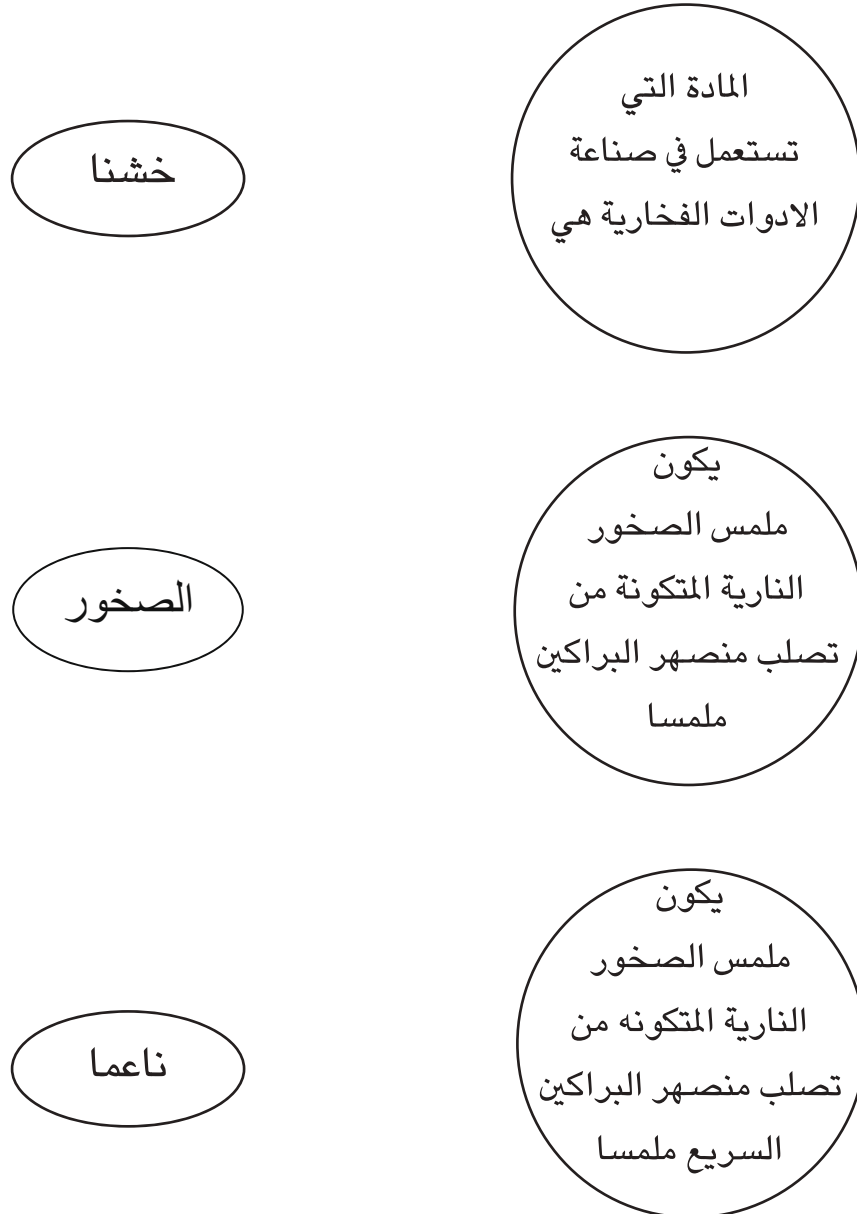 المادة التي
تستعمل في صناعة
الادوات الفخارية هي
خشنا
يكون
ملمس الصخور
النارية المتكونة من
تصلب منصهر البراكين
ملمسا
الصخور
يكون
ملمس الصخور
النارية المتكونه من
تصلب منصهر البراكين
السريع ملمسا
ناعما